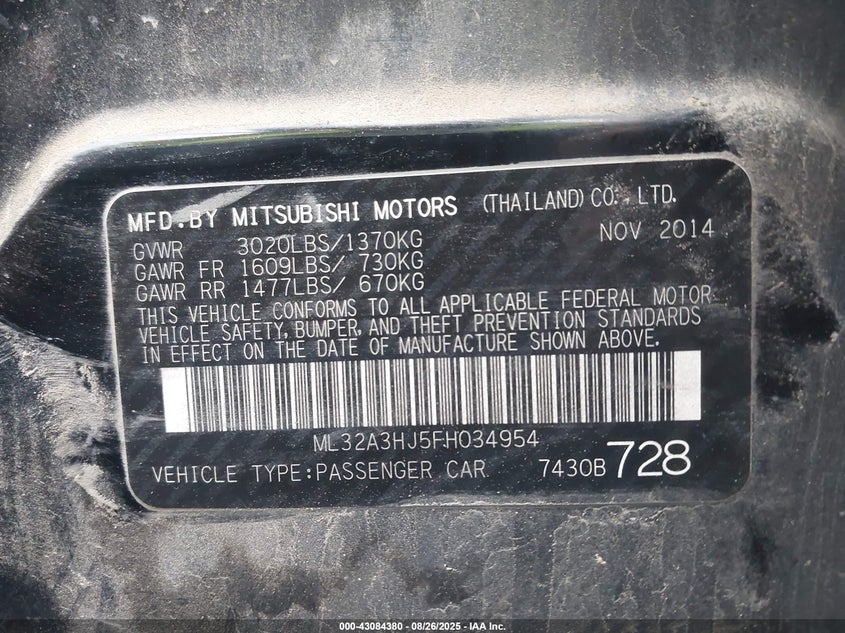 MFD.BY MITSUBISHI MOTORS (THAILAND) CO., LTD.
GVWR 3020LBS/1370KG NOV 2014
GAWR FR 1609LBS/ 730KG
GAWR RR 1477LBS/ 670KG
THIS VEHICLE CONFORMS TO ALL APPLICABLE FEDERAL MOTOR
VEHICLE SAFETY, BUMPER, AND THEFT PREVENTION STANDARDS
IN EFFECT ON THE DATE OF MANUFACTURE SHOWN ABOVE.
ML32A3HJ5FH034954
VEHICLE TYPE:PASSENGER CAR 7430B 728
000-43084380 - 08/26/2025 - IAA Inc.